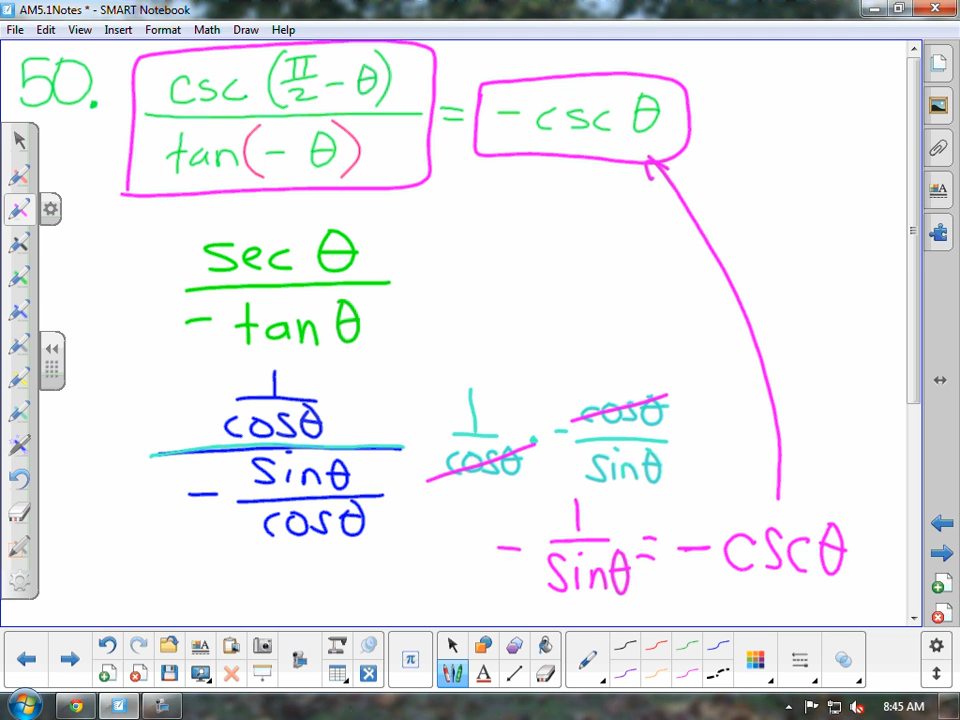 AM5.1Notes * - SMART Notebook
File Edit View Insert Format Math Draw Help
50. csc (π/2 - θ) / tan(- θ) = - csc θ
sec θ / - tan θ
1/cosθ / - sinθ/cosθ
1/cosθ · - cosθ/sinθ
- 1/sinθ = - cscθ
π
A
8:45 AM